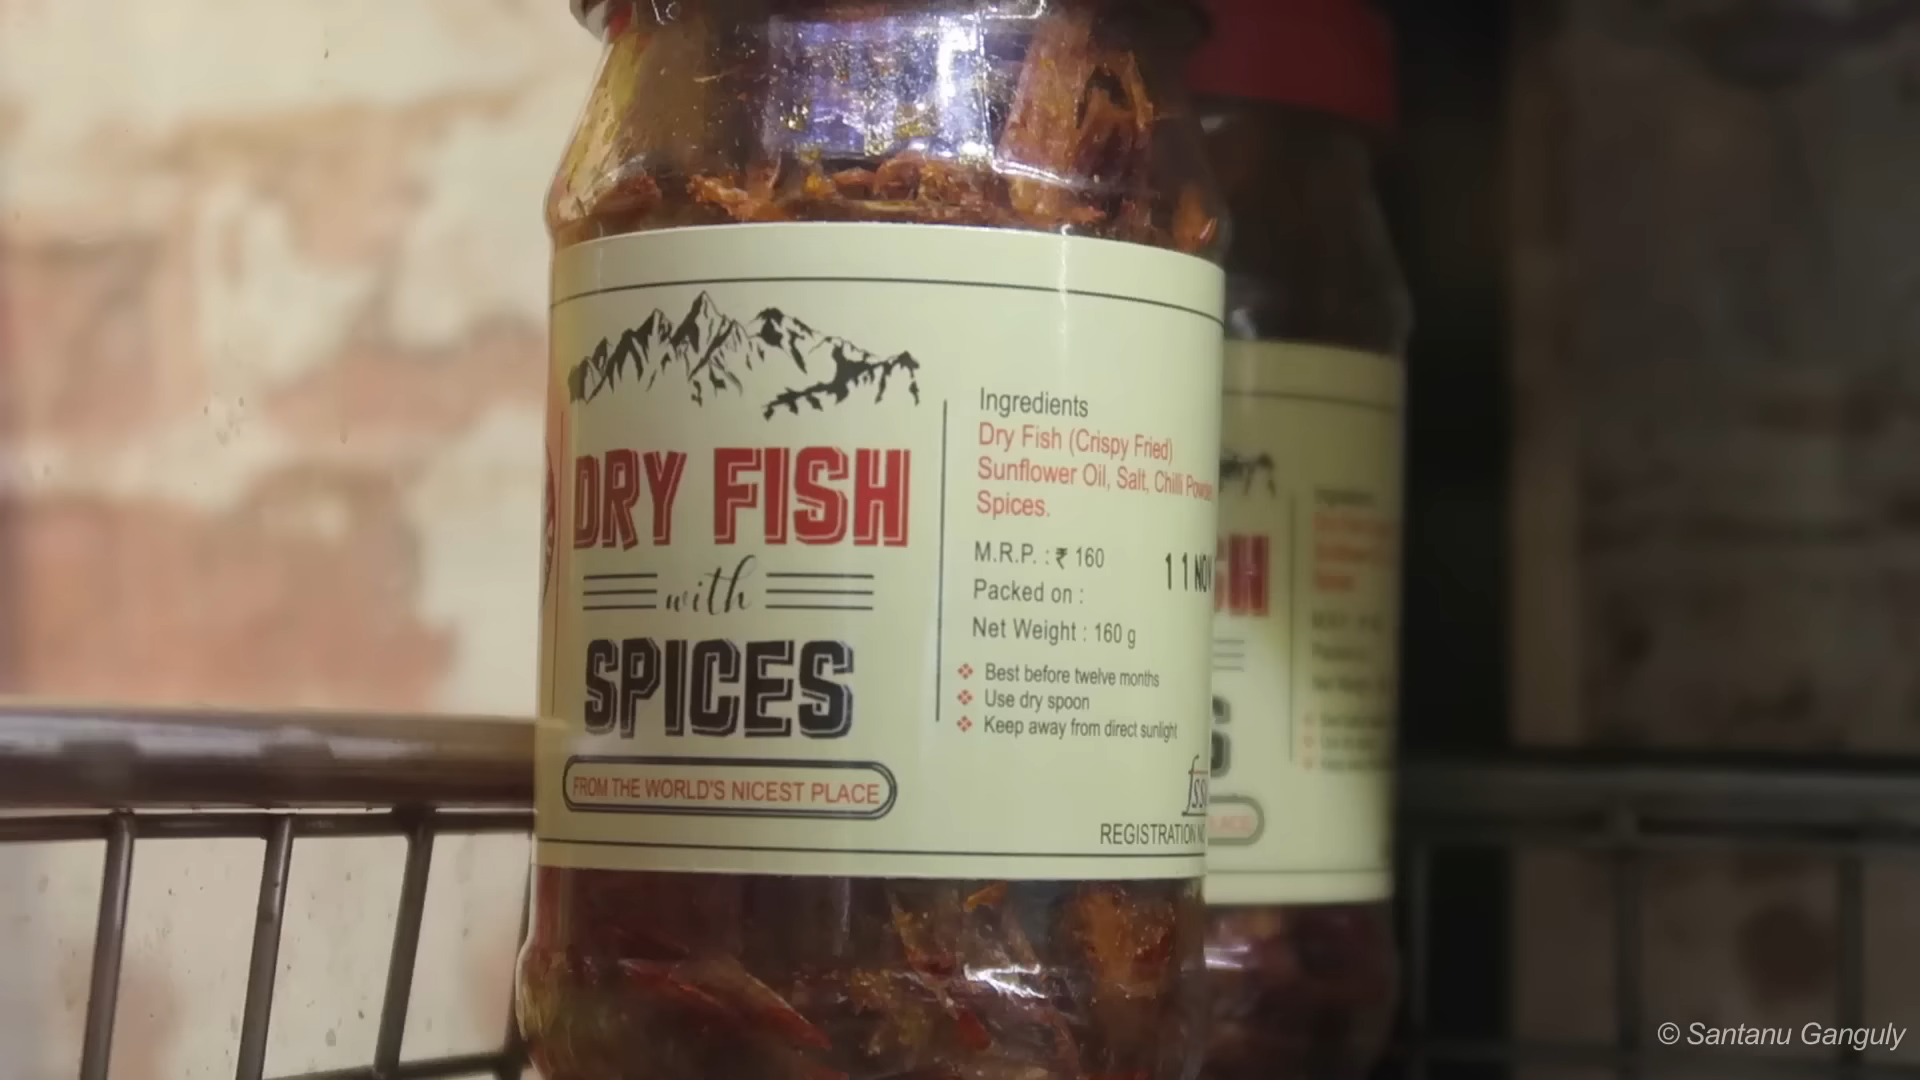 DRY FISH
with
SPICES
FROM THE WORLD'S NICEST PLACE
Ingredients
Dry Fish (Crispy Fried)
Sunflower Oil, Salt, Chilli
Spices.
M.R.P. : ₹ 160
Packed on :
11 NOV
Net Weight : 160 g
Best before twelve months
Use dry spoon
Keep away from direct sunlight
REGISTRATION
© Santanu Ganguly